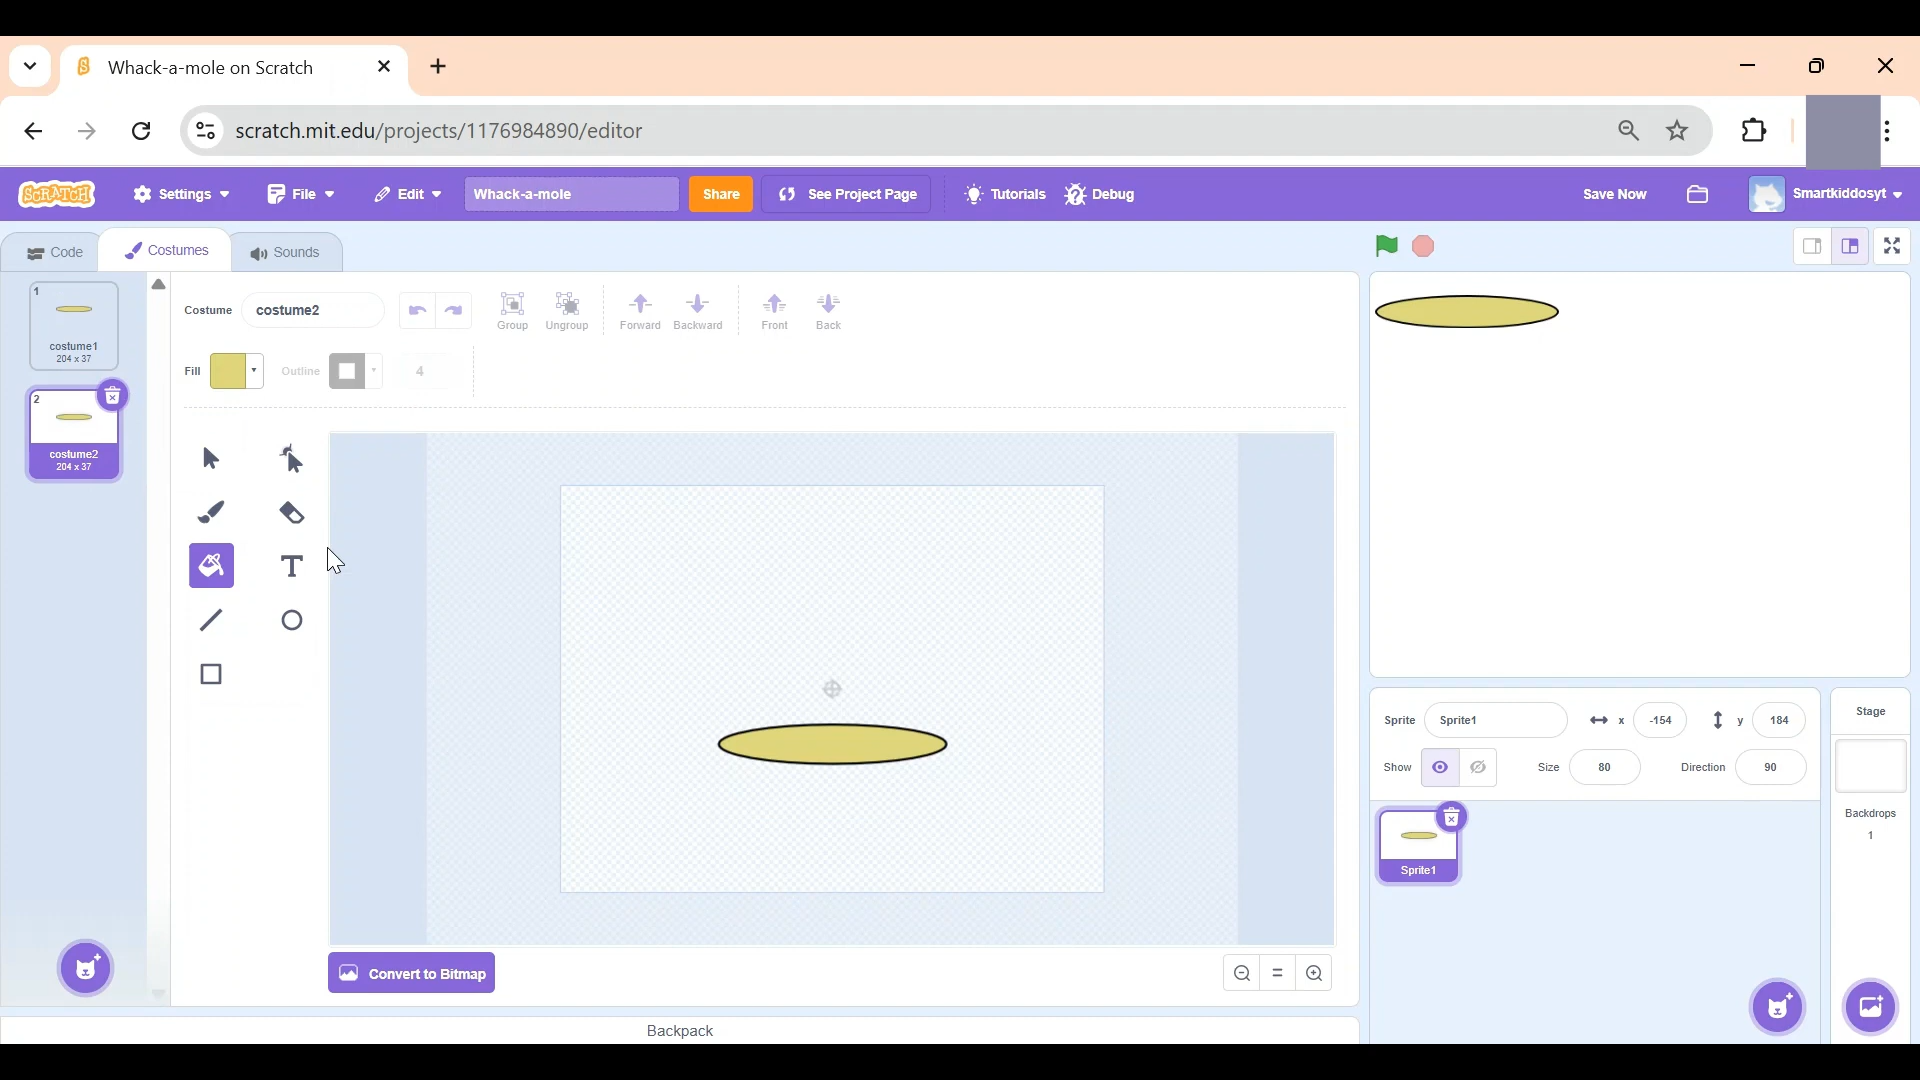 Whack-a-mole on Scratch
scratch.mit.edu/projects/1176984890/editor
SCRATCH
Settings
File
Edit
Whack-a-mole
Share
See Project Page
Tutorials
Debug
Save Now
Smartkiddosyt
Code
Costumes
Sounds
1
costume1
204 x 37
2
costume2
204 x 37
Costume
costume2
Group
Ungroup
Forward
Backward
Front
Back
Fill
Outline
4
T
Convert to Bitmap
=
Backpack
Sprite
Sprite1
x
-154
y
184
Show
Size
80
Direction
90
Sprite1
Stage
Backdrops
1